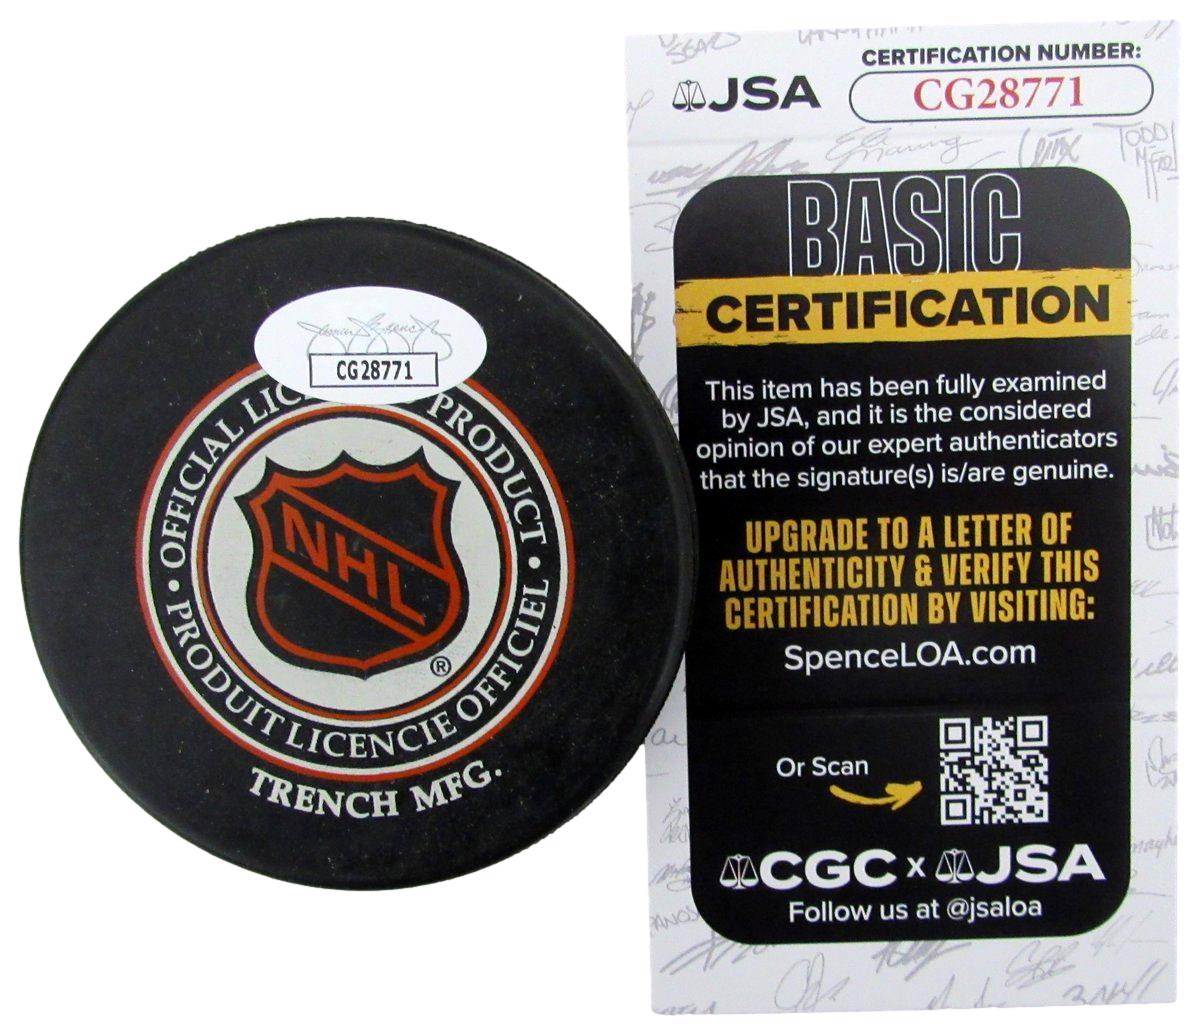 CG28771
OFFICIAL LIC PRODUCT
NHL
®
• PRODUIT LICENCIE OFFICIEL •
TRENCH MFG.
JSA
CERTIFICATION NUMBER:
CG28771
BASIC
CERTIFICATION
This item has been fully examined
by JSA, and it is the considered
opinion of our expert authenticators
that the signature(s) is/are genuine.
UPGRADE TO A LETTER OF
AUTHENTICITY & VERIFY THIS
CERTIFICATION BY VISITING:
SpenceLOA.com
Or Scan
CGC x JSA
Follow us at @jsaloa